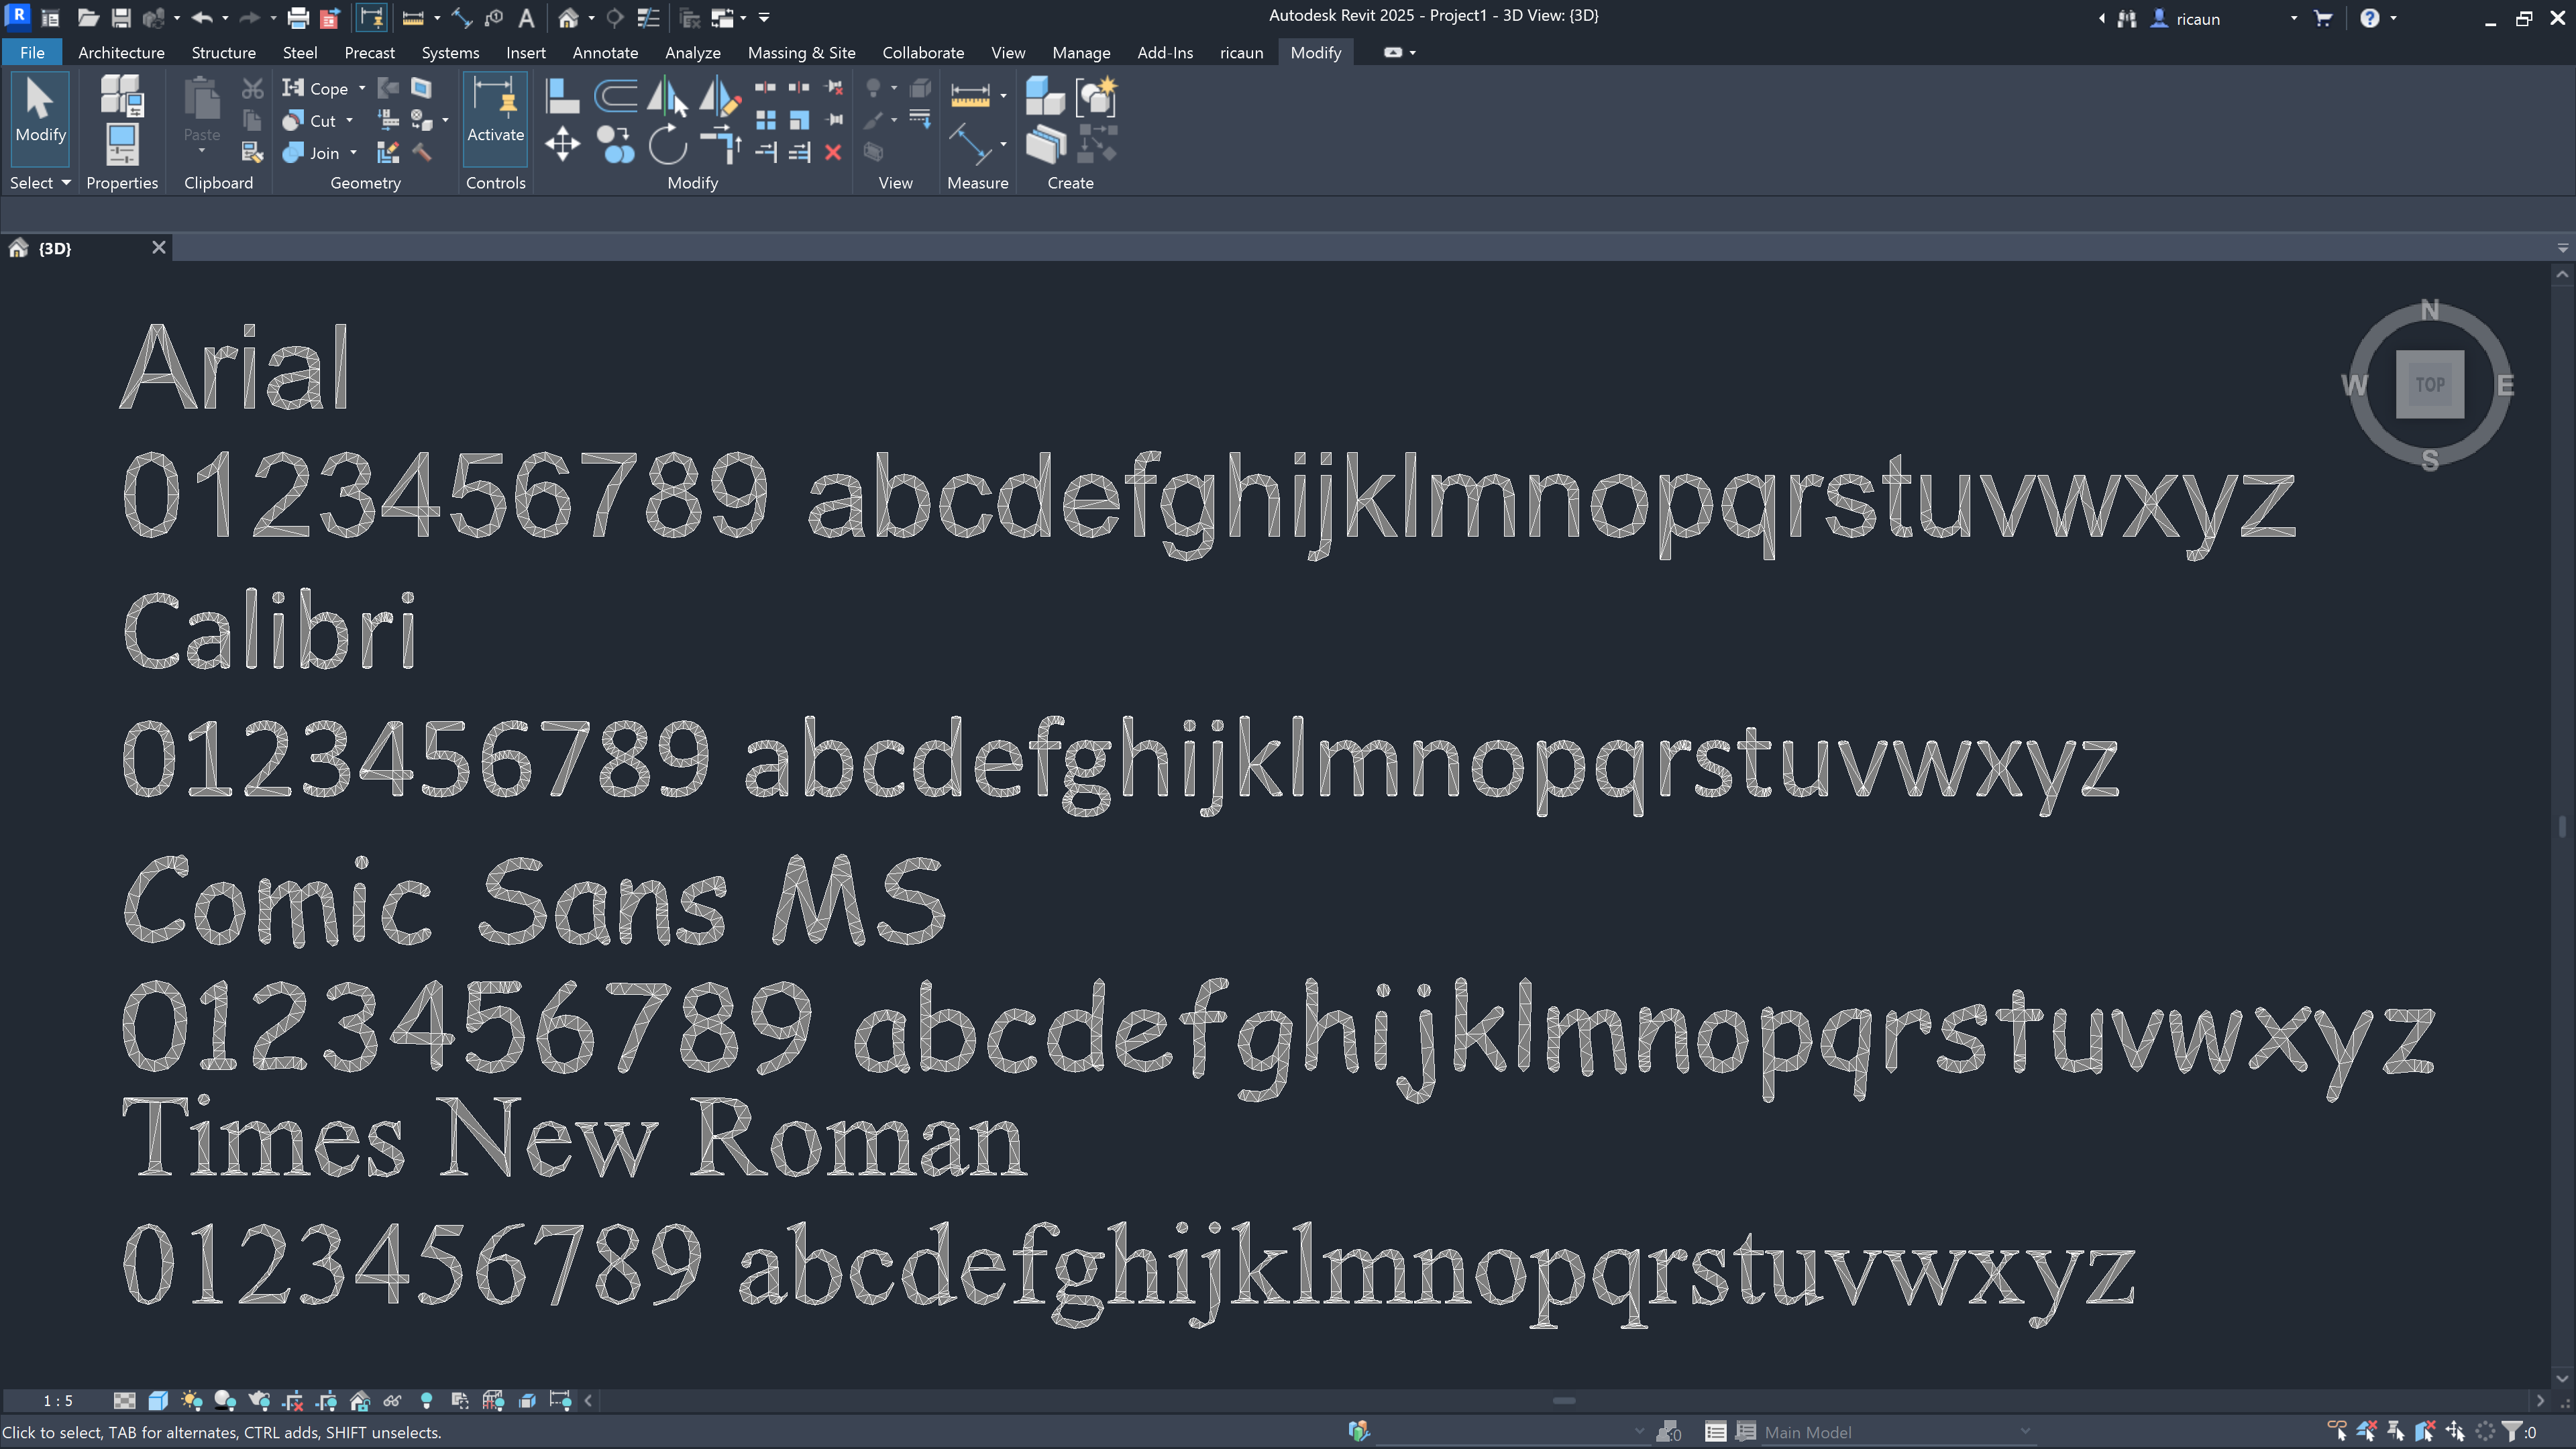 Autodesk Revit 2025 - Project1 - 3D View: {3D}
ricaun
File Architecture Structure Steel Precast Systems Insert Annotate Analyze Massing & Site Collaborate View Manage Add-Ins ricaun Modify
Modify
Paste
Cope
Cut
Join
Activate
Select Properties Clipboard Geometry Controls Modify View Measure Create
{3D}
N
W TOP E
S
Arial
0123456789 abcdefghijklmnopqrstuvwxyz
Calibri
0123456789 abcdefghijklmnopqrstuvwxyz
Comic Sans MS
0123456789 abcdefghijklmnopqrstuvwxyz
Times New Roman
0123456789 abcdefghijklmnopqrstuvwxyz
1 : 5
Click to select, TAB for alternates, CTRL adds, SHIFT unselects.
:0
Main Model
:0